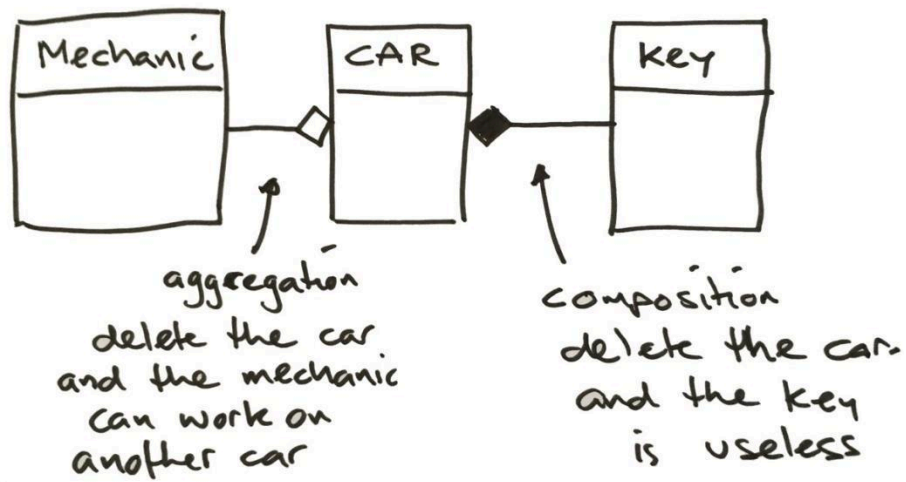 Mechanic
CAR
Key
aggregation
delete the car
and the mechanic
can work on
another car
composition
delete the car.
and the key
is useless